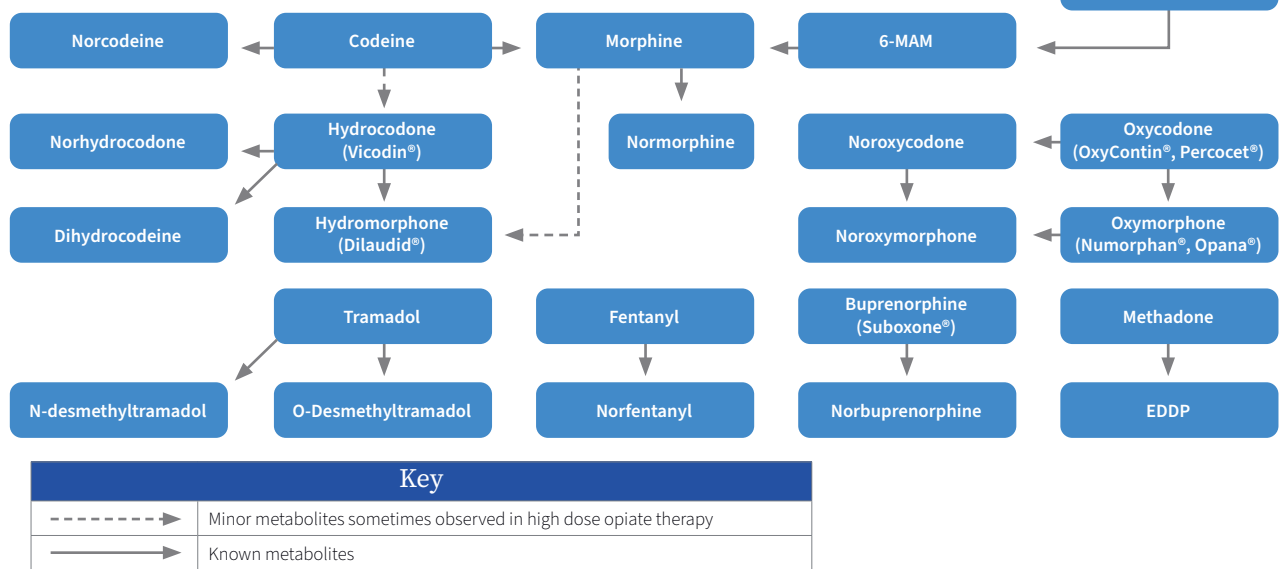 Norcodeine
Codeine
Morphine
6-MAM
Norhydrocodone
Hydrocodone
(Vicodin®)
Normorphine
Noroxycodone
Oxycodone
(OxyContin®, Percocet®)
Dihydrocodeine
Hydromorphone
(Dilaudid®)
Noroxymorphone
Oxymorphone
(Numorphan®, Opana®)
Tramadol
Fentanyl
Buprenorphine
(Suboxone®)
Methadone
N-desmethyltramadol
O-Desmethyltramadol
Norfentanyl
Norbuprenorphine
EDDP
Key
Minor metabolites sometimes observed in high dose opiate therapy
Known metabolites